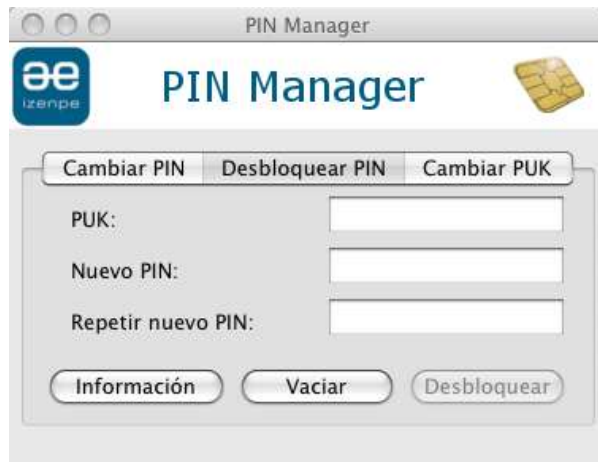 PIN Manager
ae
izenpe
PIN Manager
Cambiar PIN Desbloquear PIN Cambiar PUK
PUK:
Nuevo PIN:
Repetir nuevo PIN:
Información Vaciar Desbloquear